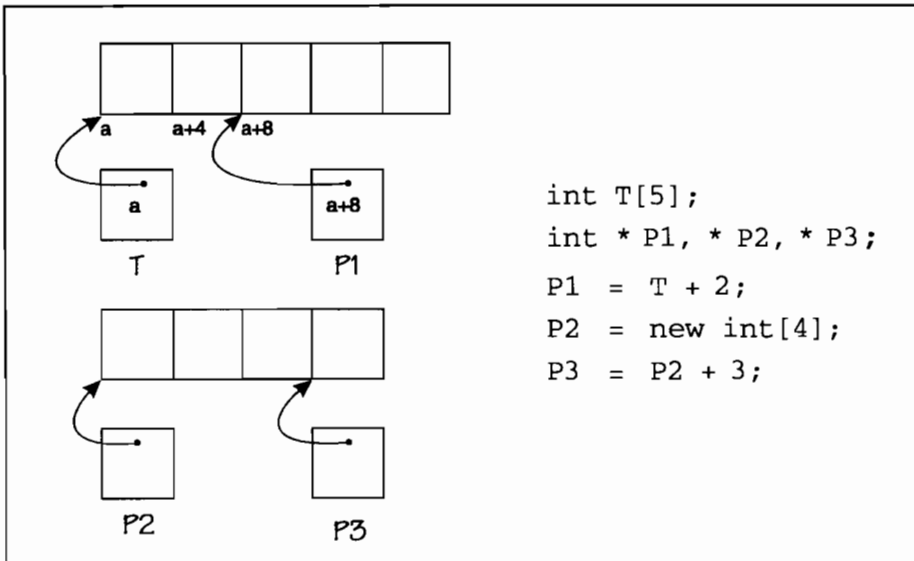 a a+4 a+8
a a+8
T P1
P2 P3
int T[5];
int * P1, * P2, * P3;
P1 = T + 2;
P2 = new int[4];
P3 = P2 + 3;